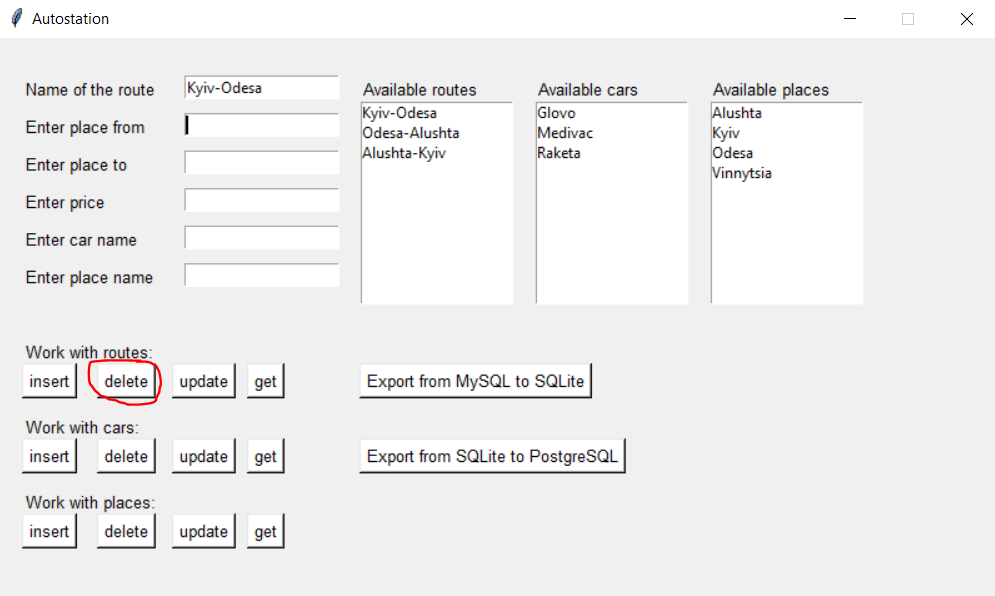 Autostation
Name of the route Kyiv-Odesa
Enter place from
Enter place to
Enter price
Enter car name
Enter place name
Available routes
Kyiv-Odesa
Odesa-Alushta
Alushta-Kyiv
Available cars
Glovo
Medivac
Raketa
Available places
Alushta
Kyiv
Odesa
Vinnytsia
Work with routes:
insert delete update get Export from MySQL to SQLite
Work with cars:
insert delete update get Export from SQLite to PostgreSQL
Work with places:
insert delete update get